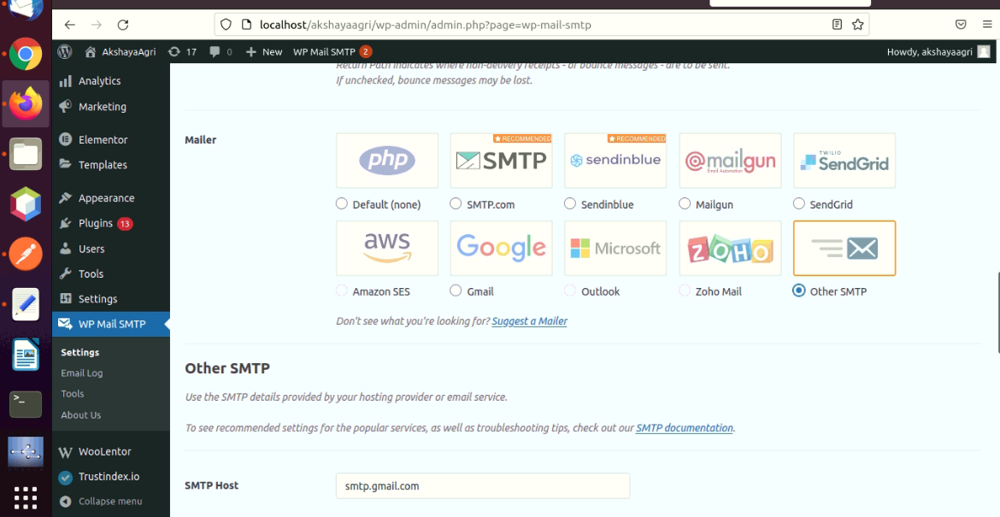 localhost/akshayaagri/wp-admin/admin.php?page=wp-mail-smtp
AkshayaAgri 17 0 New WP Mail SMTP 2 Howdy, akshayaagri
Analytics
Marketing
Elementor
Templates
Appearance
Plugins 13
Users
Tools
Settings
WP Mail SMTP
Settings
Email Log
Tools
About Us
WooLentor
Trustindex.io
Collapse menu
Return Path indicates where non-delivery receipts - or bounce messages - are to be sent.
If unchecked, bounce messages may be lost.
Mailer
RECOMMENDED RECOMMENDED
php SMTP sendinblue @mailgun Email Automation TWILIO SendGrid
Default (none) SMTP.com Sendinblue Mailgun SendGrid
aws Google Microsoft ZOHO
Amazon SES Gmail Outlook Zoho Mail Other SMTP
Don't see what you're looking for? Suggest a Mailer
Other SMTP
Use the SMTP details provided by your hosting provider or email service.
To see recommended settings for the popular services, as well as troubleshooting tips, check out our SMTP documentation.
SMTP Host smtp.gmail.com